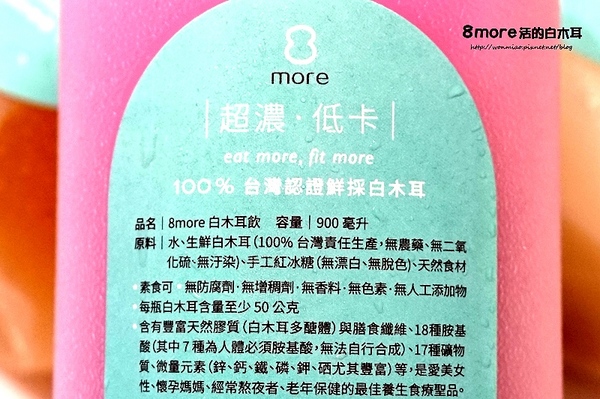 8more活的白木耳
http://wonmiao.pixnet.net/blog
8
more
超濃·低卡
eat more, fit more
100% 台灣認證鮮採白木耳
品名｜8more 白木耳飲 容量｜900 毫升
原料｜水、生鮮白木耳(100% 台灣責任生產,無農藥、無二氧
化硫、無汙染)、手工紅冰糖(無漂白、無脫色)、天然食材
·素食可·無防腐劑·無增稠劑·無香料·無色素·無人工添加物
·每瓶白木耳含量至少 50 公克
·含有豐富天然膠質(白木耳多醣體)與膳食纖維、18種胺基
酸(其中 7 種為人體必須胺基酸,無法自行合成)、17種礦物
質、微量元素(鋅、鈣、鐵、磷、鉀、硒尤其豐富)等,是愛美女
性、懷孕媽媽、經常熬夜者、老年保健的最佳養生食療聖品。